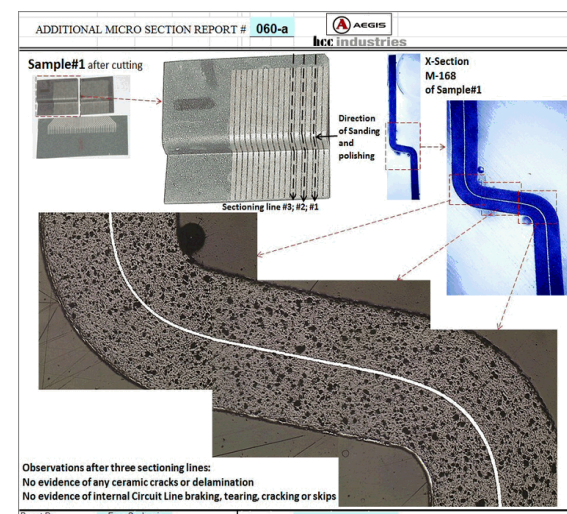 ADDITIONAL MICRO SECTION REPORT # 060-a
AEGIS
hcc industries
Sample#1 after cutting
X-Section
M-168
of Sample#1
Direction
of Sanding
and
polishing
Sectioning line #3; #2; #1
Observations after three sectioning lines:
No evidence of any ceramic cracks or delamination
No evidence of internal Circuit Line braking, tearing, cracking or skips